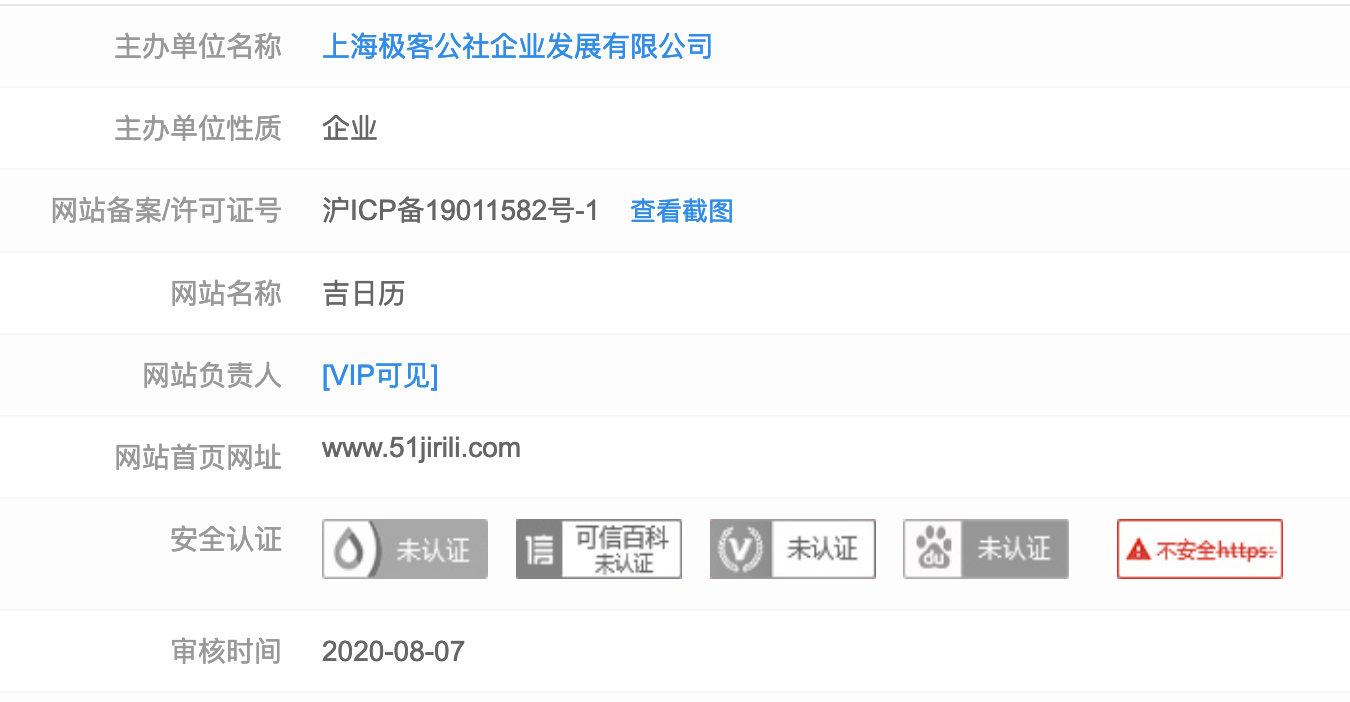 主办单位名称 上海极客公社企业发展有限公司
主办单位性质 企业
网站备案/许可证号 沪ICP备19011582号-1 查看截图
网站名称 吉日历
网站负责人 [VIP可见]
网站首页网址 www.51jirili.com
安全认证 未认证 信 可信百科 未认证 V 未认证 du 未认证 不安全https:
审核时间 2020-08-07